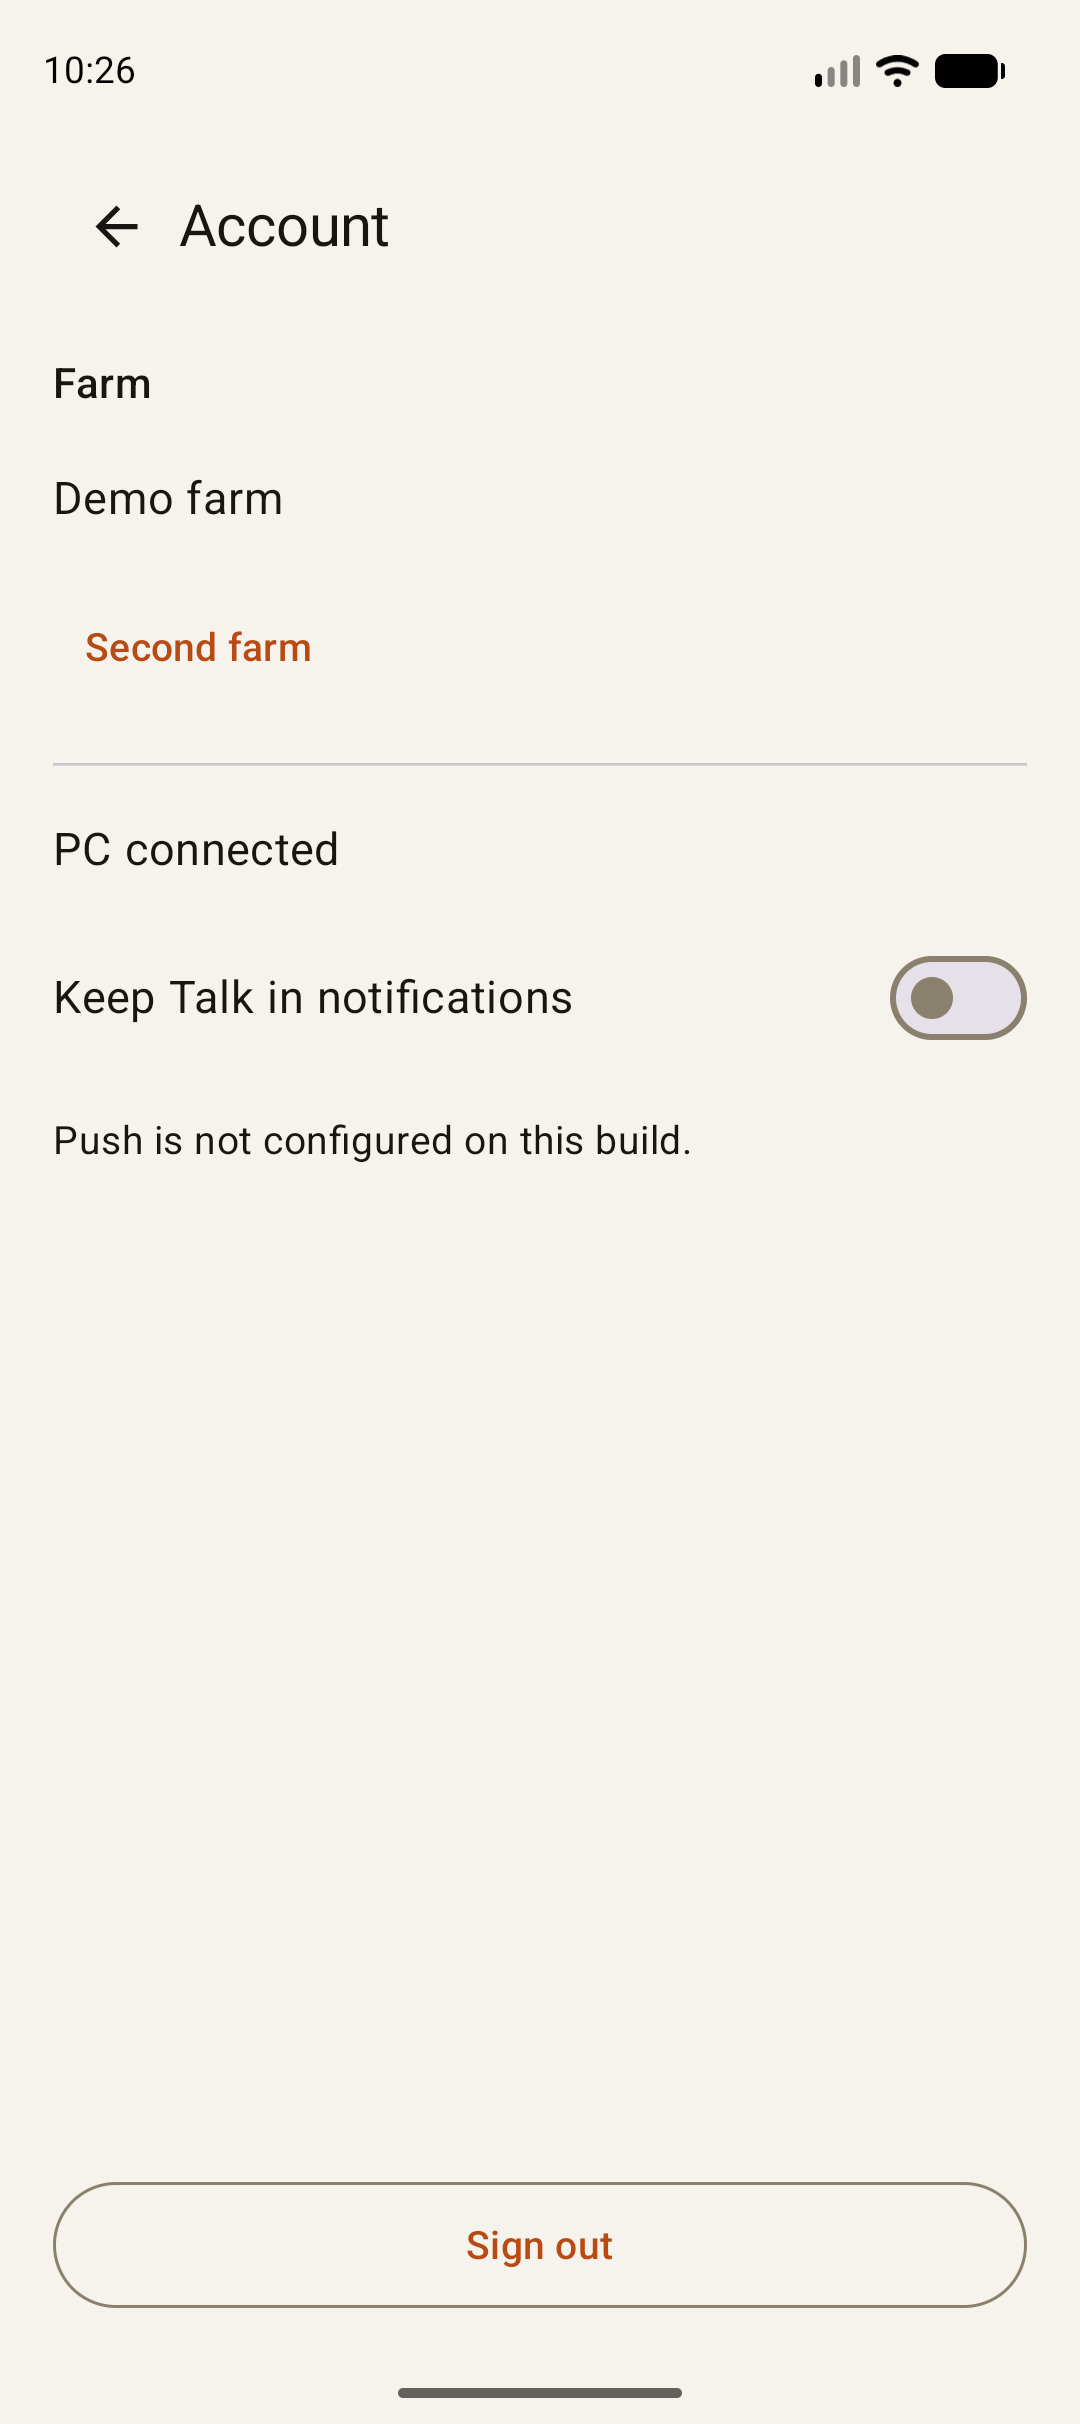 10:26
Account
Farm
Demo farm
Second farm
PC connected
Keep Talk in notifications
Push is not configured on this build.
Sign out